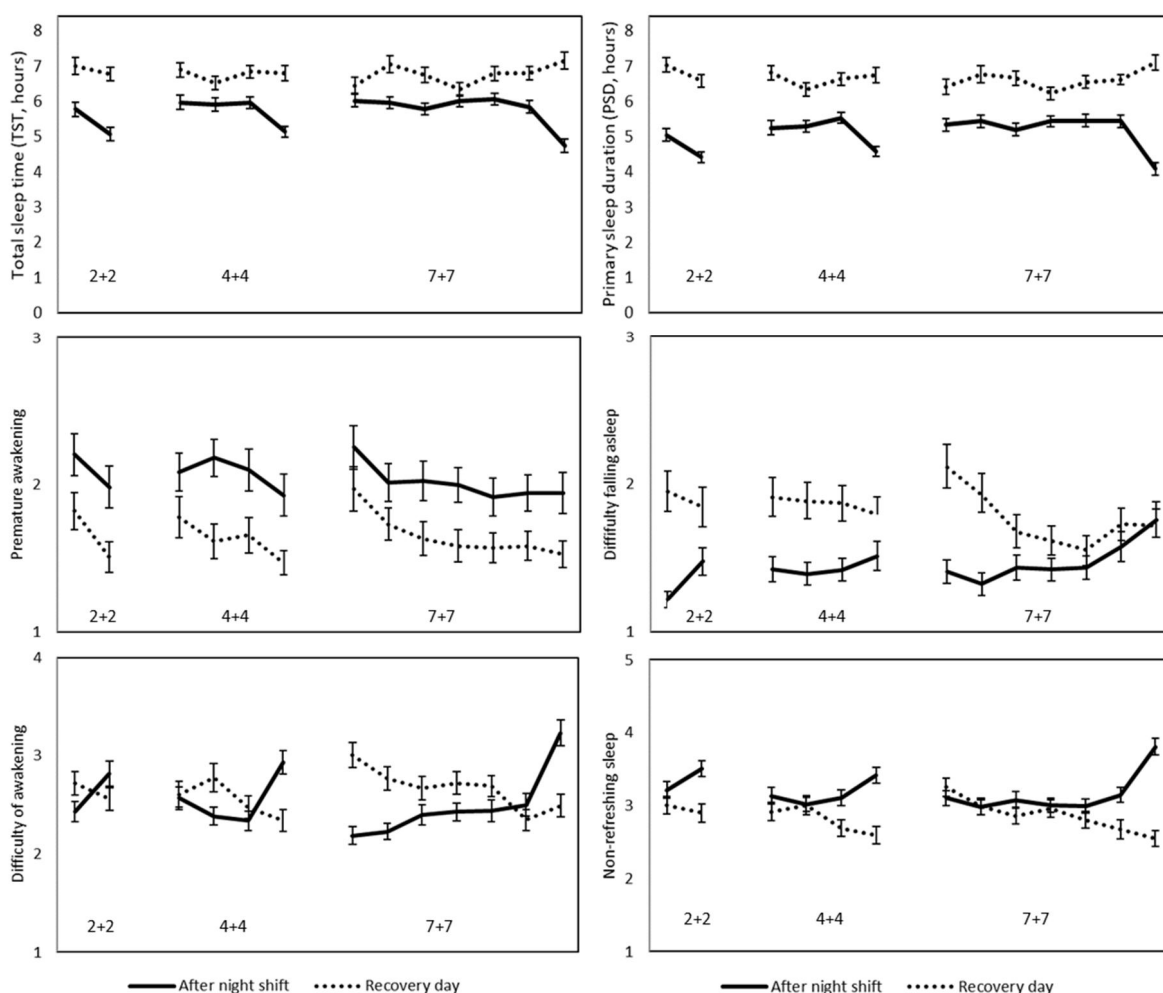 Total sleep time (TST, hours)
8
7
6
5
4
3
2
1
0
2+2 4+4 7+7
Primary sleep duration (PSD, hours)
8
7
6
5
4
3
2
1
0
2+2 4+4 7+7
Premature awakening
3
2
1
2+2 4+4 7+7
Diffifulty falling asleep
3
2
1
2+2 4+4 7+7
Difficulty of awakening
4
3
2
1
2+2 4+4 7+7
Non-refreshing sleep
5
4
3
2
1
2+2 4+4 7+7
After night shift Recovery day
After night shift Recovery day